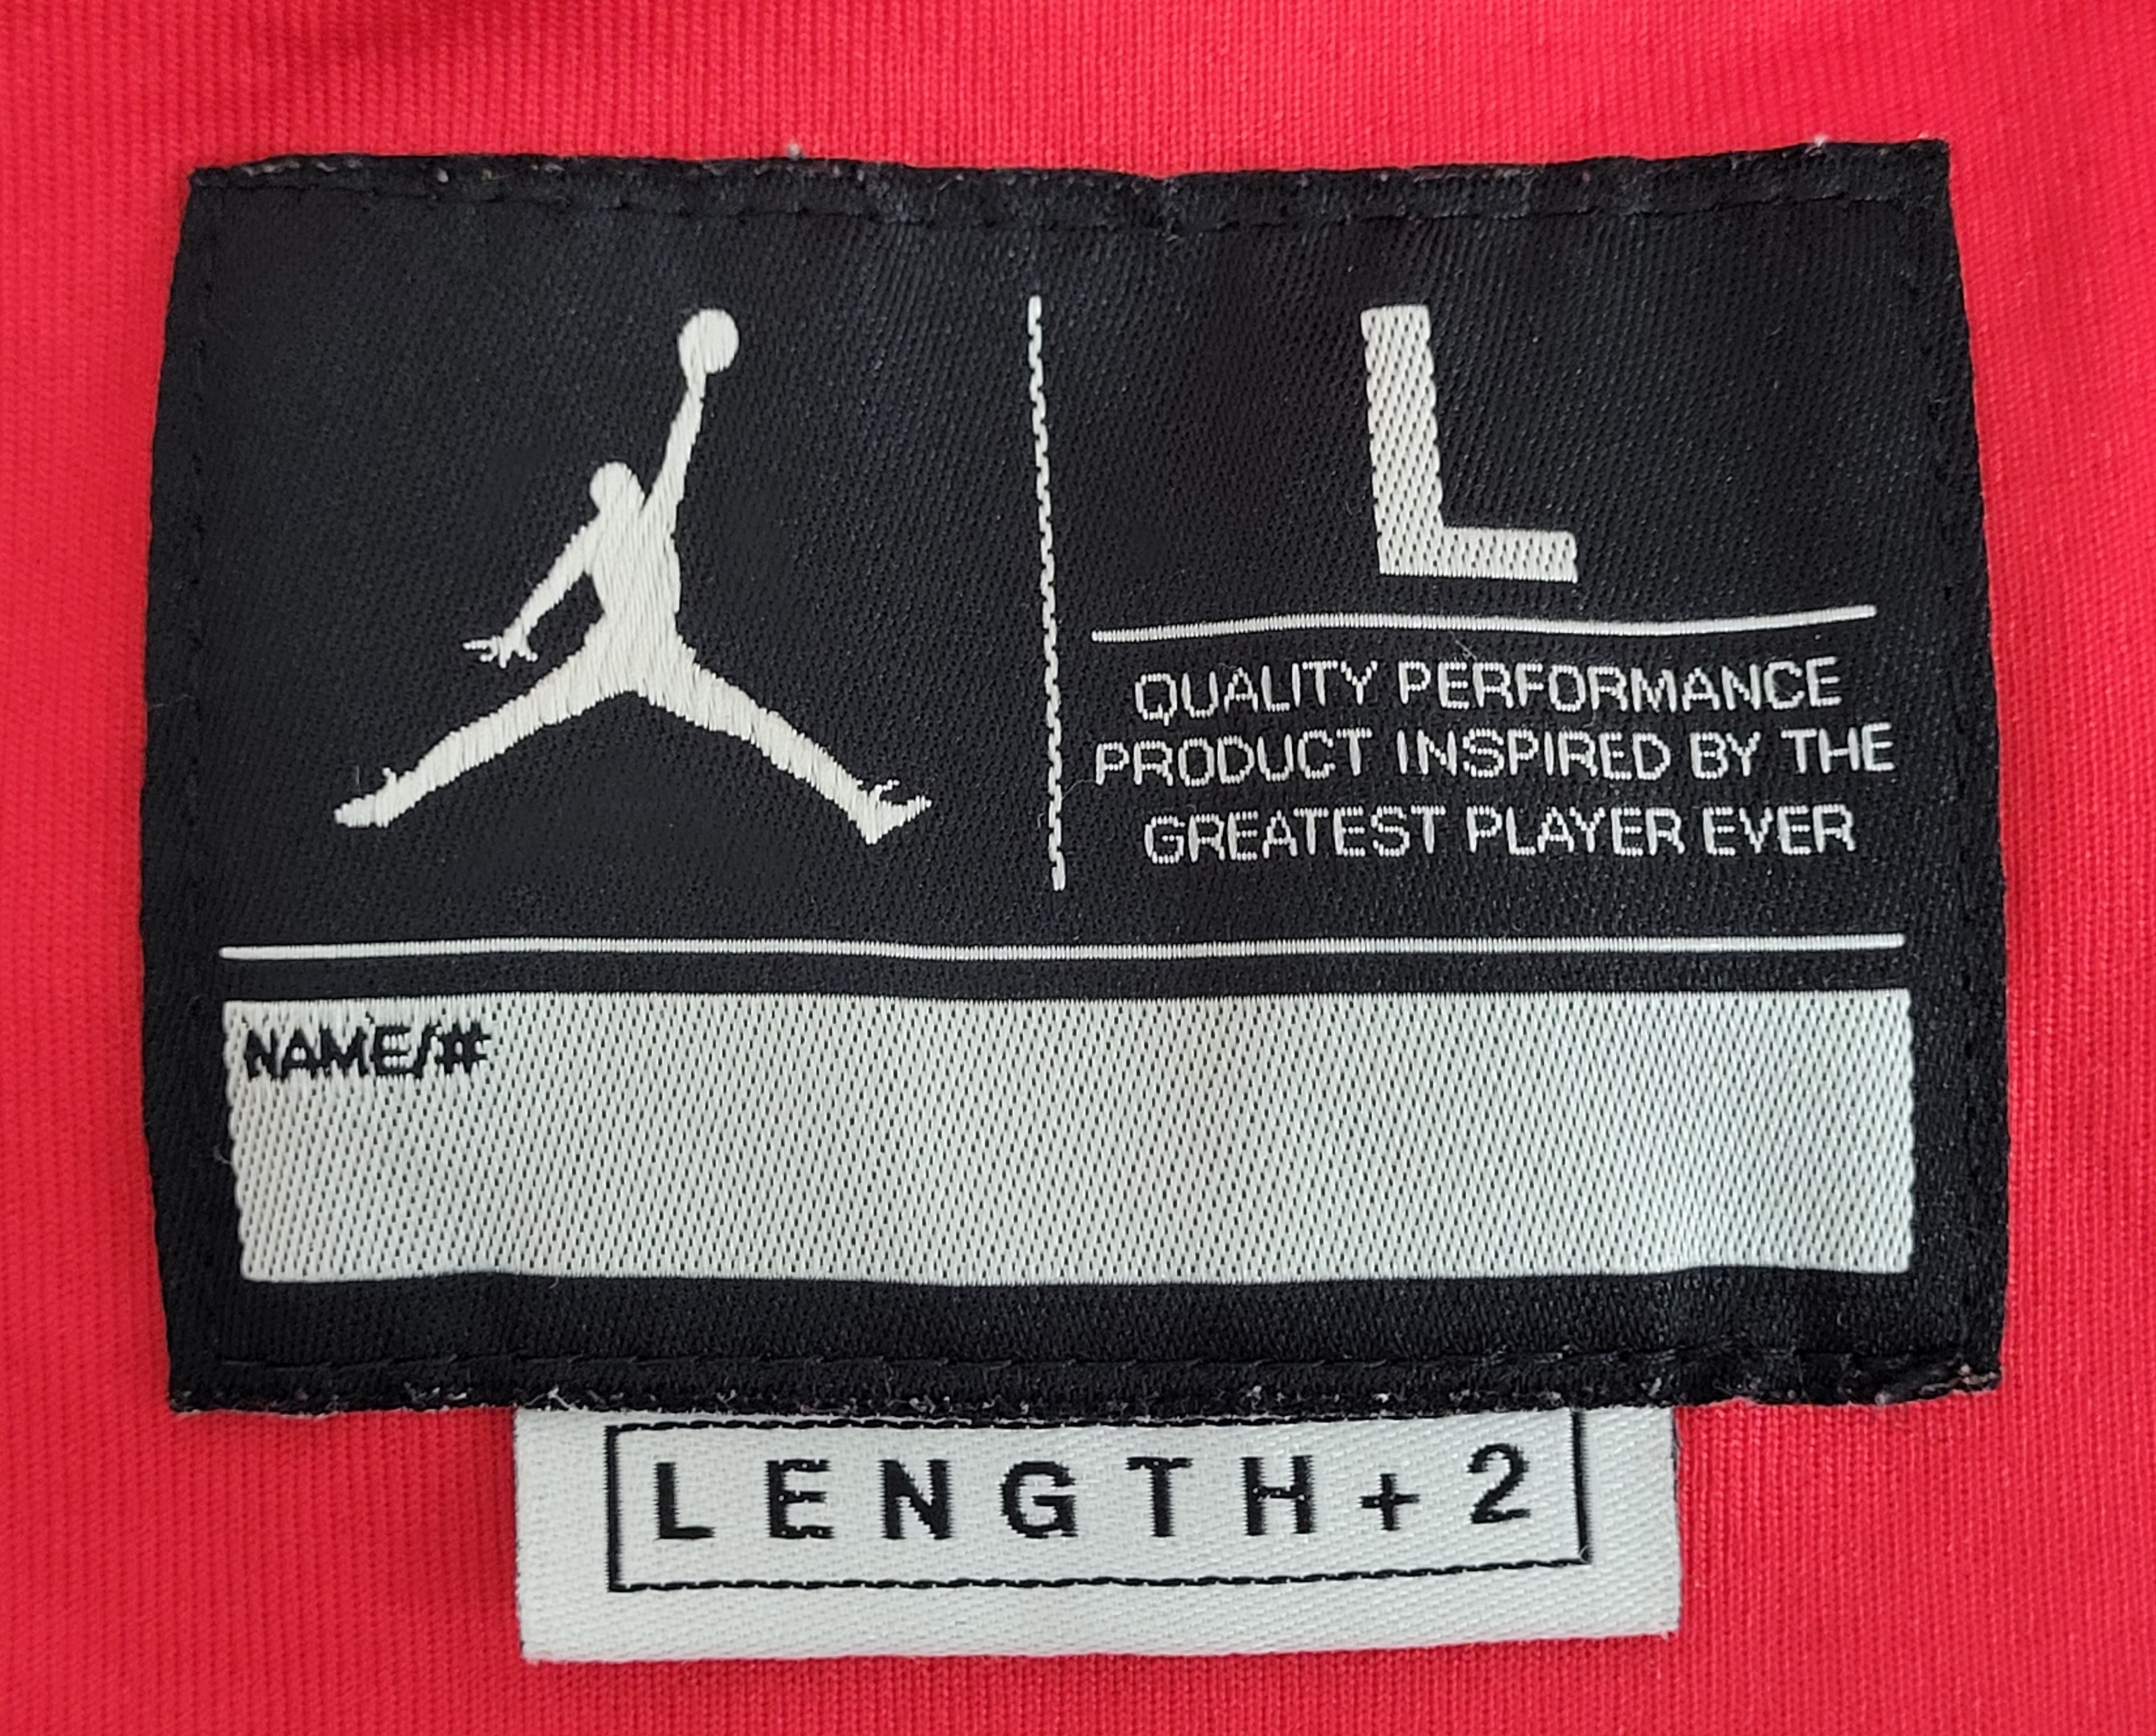 L
QUALITY PERFORMANCE
PRODUCT INSPIRED BY THE
GREATEST PLAYER EVER
NAME/#
LENGTH+2